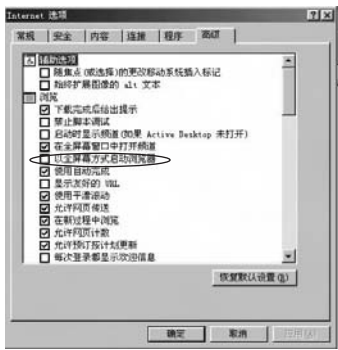 Internet 选项
常规 安全 内容 连接 程序 高级
辅助选项
随焦点(或选择)的更改移动系统插入标记
始终扩展图像的 alt 文本
浏览
下载完成后给出提示
禁止脚本调试
启动时显示频道(如果 Active Desktop 未打开)
在全屏幕窗口中打开频道
以全屏幕方式启动浏览器
使用自动完成
显示友好的 URL
使用平滑滚动
允许网页传送
在新过程中浏览
允许网页计数
允许预订按计划更新
每次登录都显示欢迎信息
恢复默认设置(R)
确定 取消 应用(A)